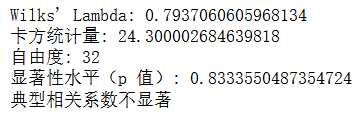 Wilks' Lambda: 0.7937060605968134
卡方统计量: 24.300002684639818
自由度: 32
显著性水平（p 值）: 0.8333550487354724
典型相关系数不显著